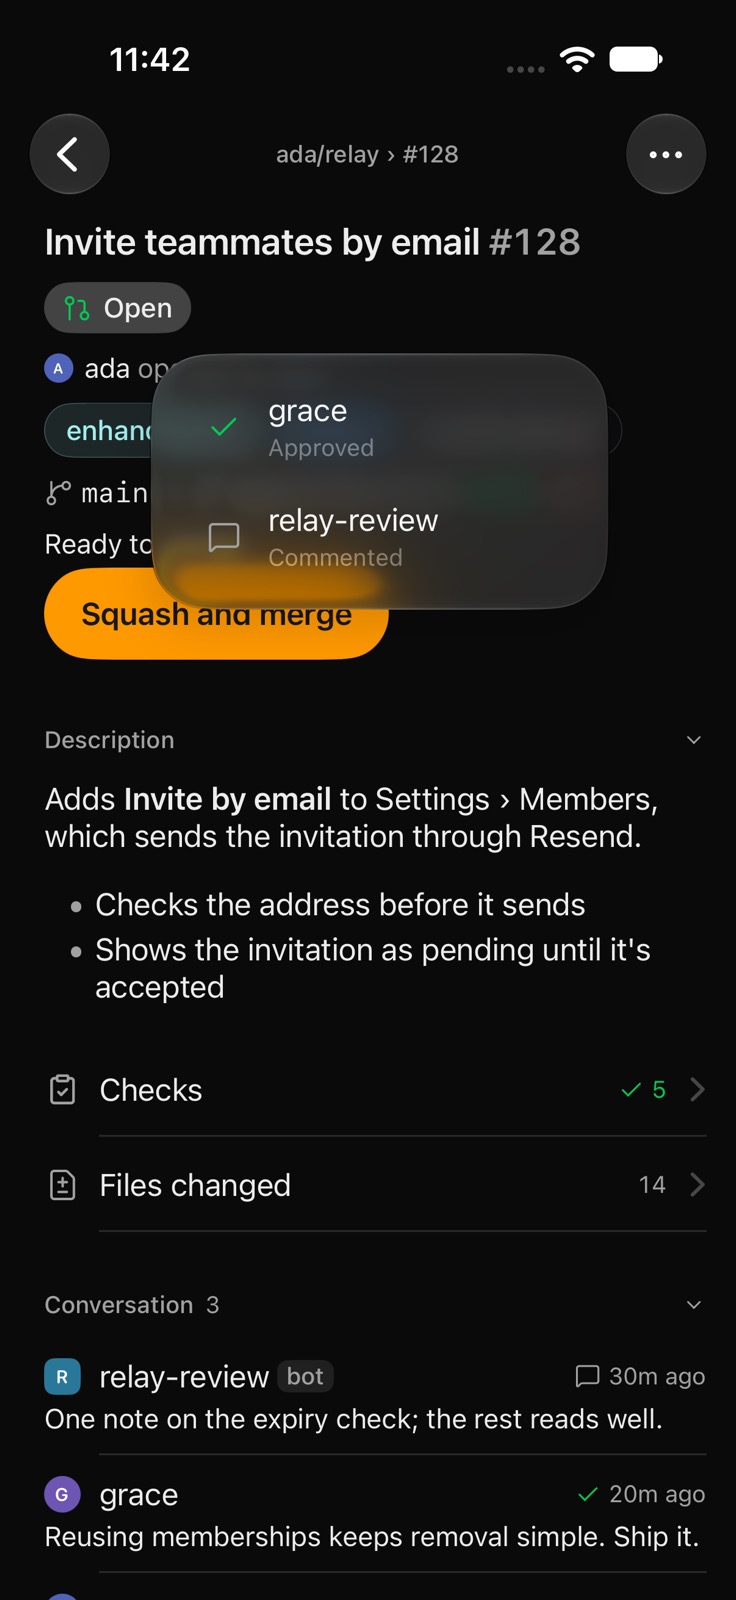 11:42
ada/relay › #128
Invite teammates by email #128
Open
A ada
grace
Approved
relay-review
Commented
main
Ready to
Squash and merge
Description
Adds Invite by email to Settings › Members,
which sends the invitation through Resend.
Checks the address before it sends
Shows the invitation as pending until it's
accepted
Checks 5
Files changed 14
Conversation 3
R relay-review bot 30m ago
One note on the expiry check; the rest reads well.
G grace 20m ago
Reusing memberships keeps removal simple. Ship it.